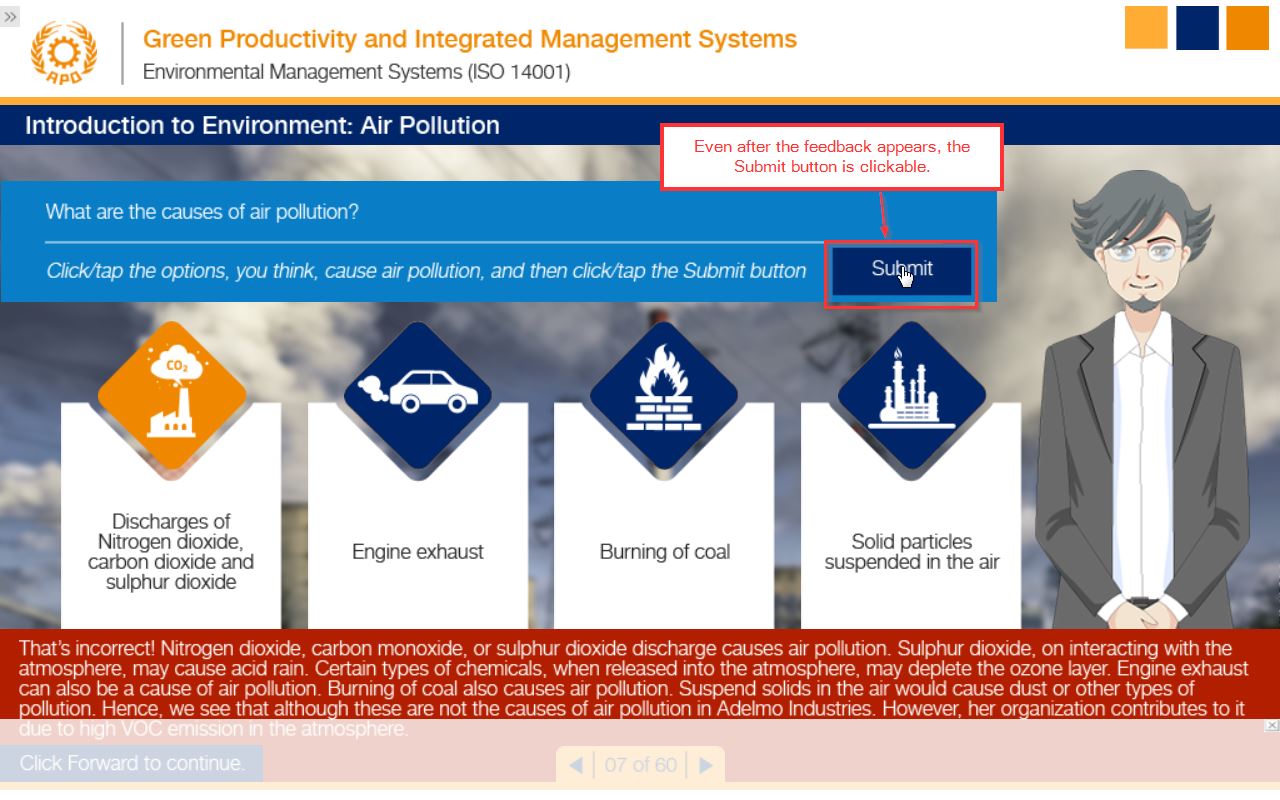 »
APO
Green Productivity and Integrated Management Systems
Environmental Management Systems (ISO 14001)
Introduction to Environment: Air Pollution
Even after the feedback appears, the
Submit button is clickable.
What are the causes of air pollution?
Click/tap the options, you think, cause air pollution, and then click/tap the Submit button
Submit
CO₂
Discharges of
Nitrogen dioxide,
carbon dioxide and
sulphur dioxide
Engine exhaust
Burning of coal
Solid particles
suspended in the air
That's incorrect! Nitrogen dioxide, carbon monoxide, or sulphur dioxide discharge causes air pollution. Sulphur dioxide, on interacting with the
atmosphere, may cause acid rain. Certain types of chemicals, when released into the atmosphere, may deplete the ozone layer. Engine exhaust
can also be a cause of air pollution. Burning of coal also causes air pollution. Suspend solids in the air would cause dust or other types of
pollution. Hence, we see that although these are not the causes of air pollution in Adelmo Industries. However, her organization contributes to it
due to high VOC emission in the atmosphere.
Click Forward to continue.
07 of 60